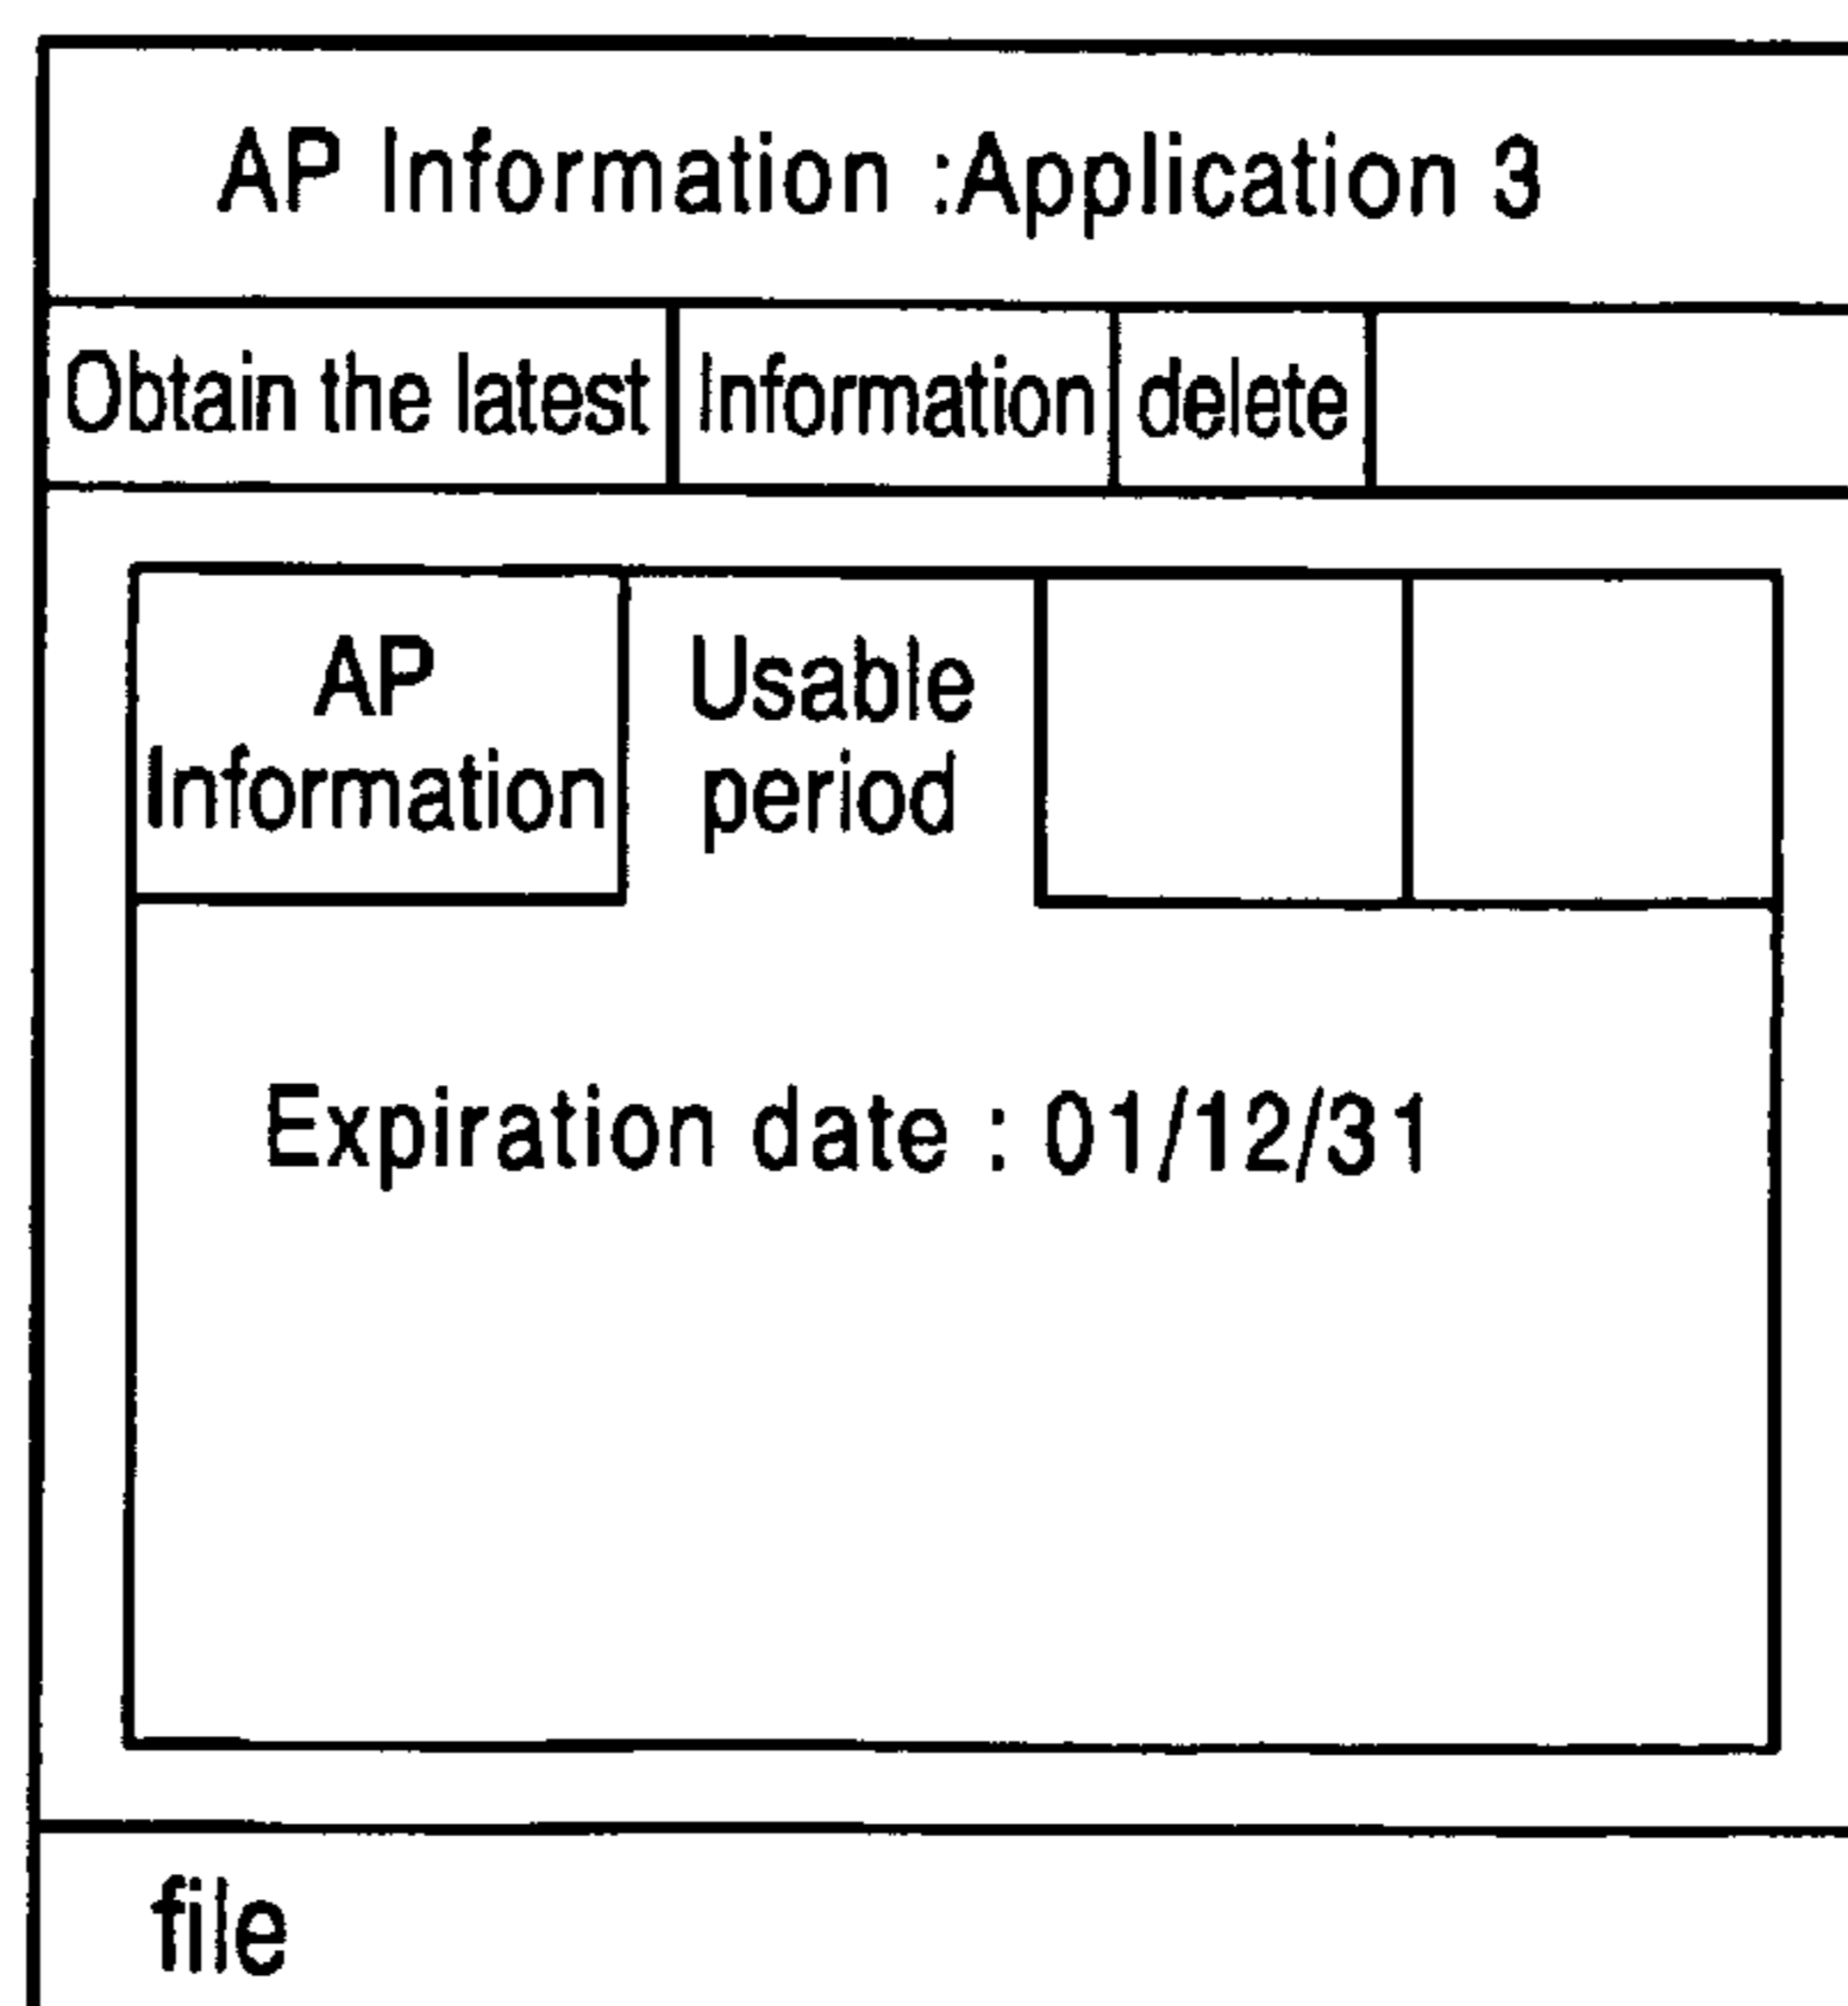 AP Information :Application 3
Obtain the latest Information delete
AP Information
Usable period
Expiration date : 01/12/31
file